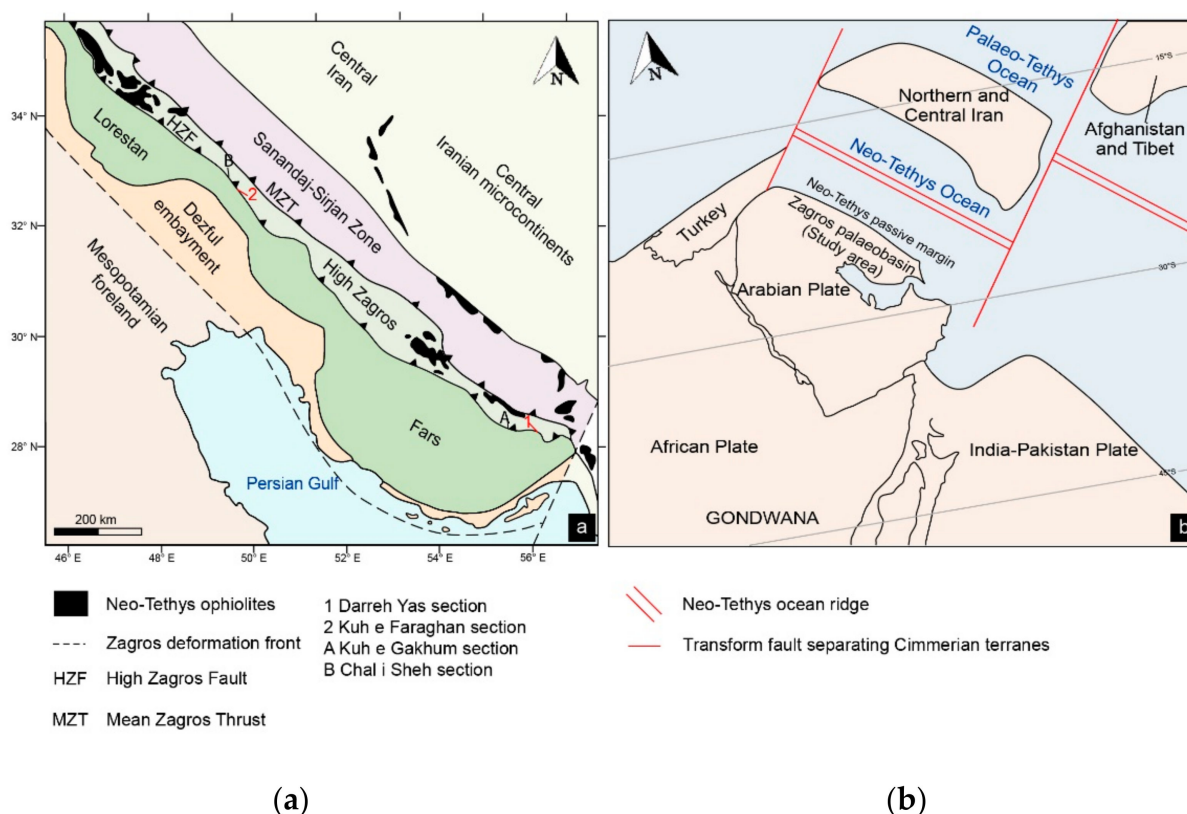 N
Central
Iran
34° N
Lorestan
HZF
B
2
Sanandaj-Sirjan Zone
MZT
Central
Iranian microcontinents
32° N
Dezful
embayment
Mesopotamian
foreland
High Zagros
30° N
A
1
28° N
Fars
Persian Gulf
200 km
a
46° E
48° E
50° E
52° E
54° E
56° E
N
Palaeo-Tethys
Ocean
15°S
Northern and
Central Iran
Afghanistan
and Tibet
Neo-Tethys Ocean
Neo-Tethys passive margin
Turkey
Zagros palaeobasin
(Study area)
Arabian Plate
30°S
African Plate
India-Pakistan Plate
45°S
GONDWANA
b
Neo-Tethys ophiolites
Zagros deformation front
HZF High Zagros Fault
MZT Mean Zagros Thrust
1 Darreh Yas section
2 Kuh e Faraghan section
A Kuh e Gakhum section
B Chal i Sheh section
Neo-Tethys ocean ridge
Transform fault separating Cimmerian terranes
(a)
(b)